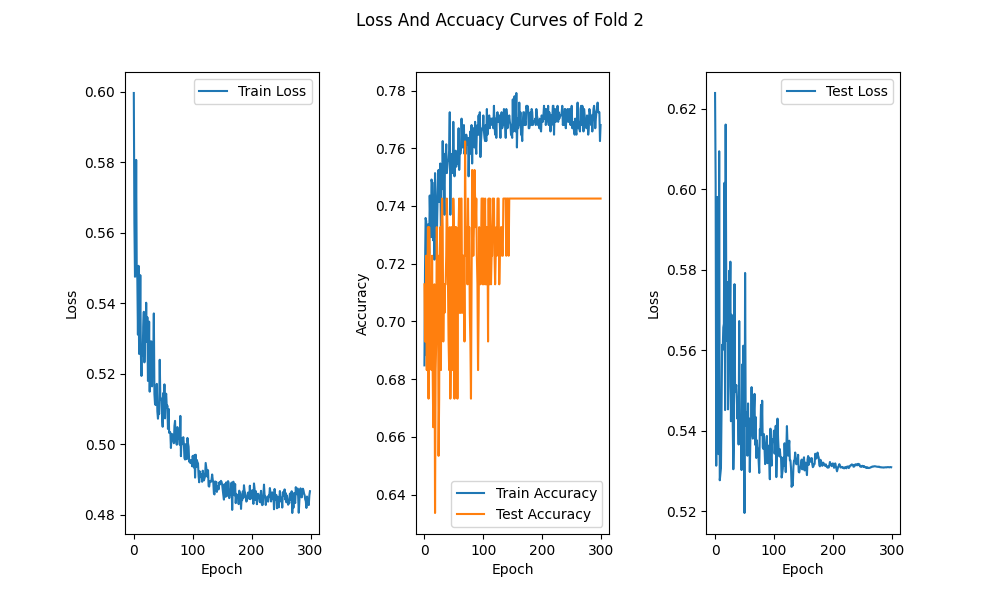 Loss And Accuacy Curves of Fold 2
Train Loss
0.60
0.58
0.56
0.54
0.52
0.50
0.48
Loss
0 100 200 300
Epoch
0.78
0.76
0.74
0.72
0.70
0.68
0.66
0.64
Accuracy
Train Accuracy
Test Accuracy
0 100 200 300
Epoch
Test Loss
0.62
0.60
0.58
0.56
0.54
0.52
Loss
0 100 200 300
Epoch